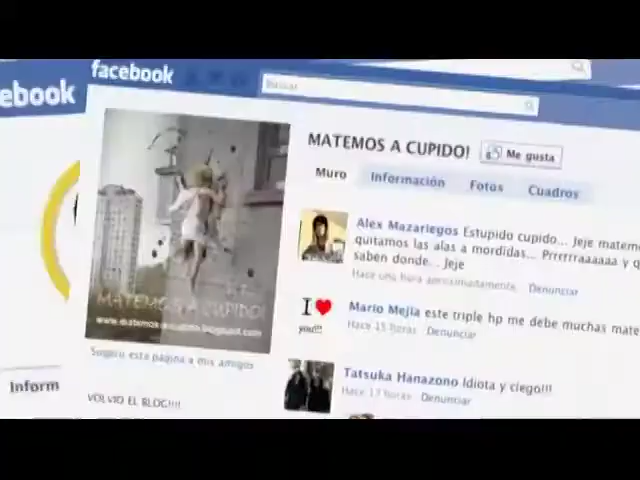 facebook
ebook
Buscar
MATEMOS A CUPIDO!
Me gusta
Muro
Información
Fotos
Cuadros
Alex Mazariegos Estupido cupido... Jeje matem
quitamos las alas a mordidas... Prrrrraaaaaa y q
saben donde... Jeje
Hace una hora aproximadamente
Denunciar
MATEMOS A CUPIDO!
I ❤
you!!!
Mario Mejia este triple hp me debe muchas mate
Hace 15 horas
Denunciar
Sugerir esta página a mis amigos
Tatsuka Hanazono Idiota y ciego!!!
Hace 17 horas
Denunciar
Inform
VOLVIO EL BLOG!!!!